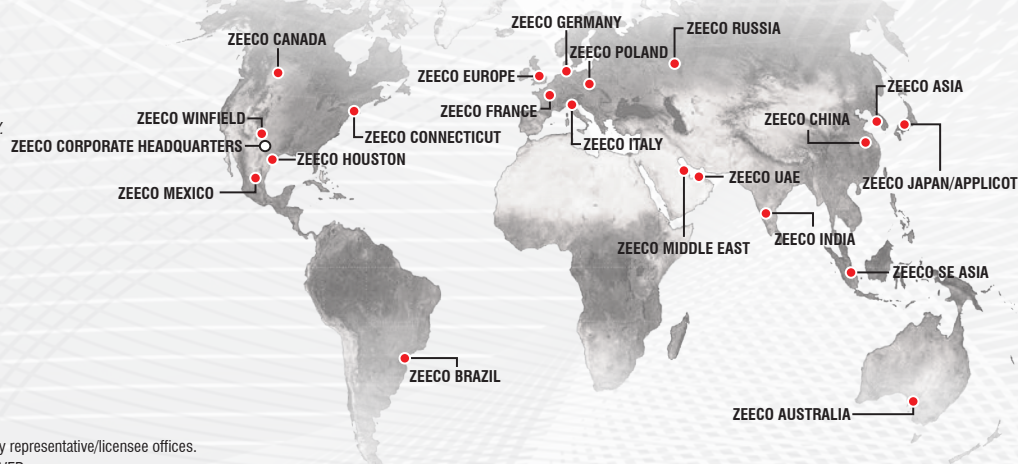 ZEECO GERMANY
ZEECO RUSSIA
ZEECO CANADA
ZEECO POLAND
ZEECO EUROPE
ZEECO ASIA
ZEECO FRANCE
ZEECO WINFIELD
ZEECO CHINA
ZEECO CONNECTICUT
ZEECO CORPORATE HEADQUARTERS
ZEECO ITALY
ZEECO HOUSTON
ZEECO UAE
ZEECO JAPAN/APPLICOT
ZEECO MEXICO
ZEECO INDIA
ZEECO MIDDLE EAST
ZEECO SE ASIA
ZEECO BRAZIL
ZEECO AUSTRALIA
y representative/licensee offices.